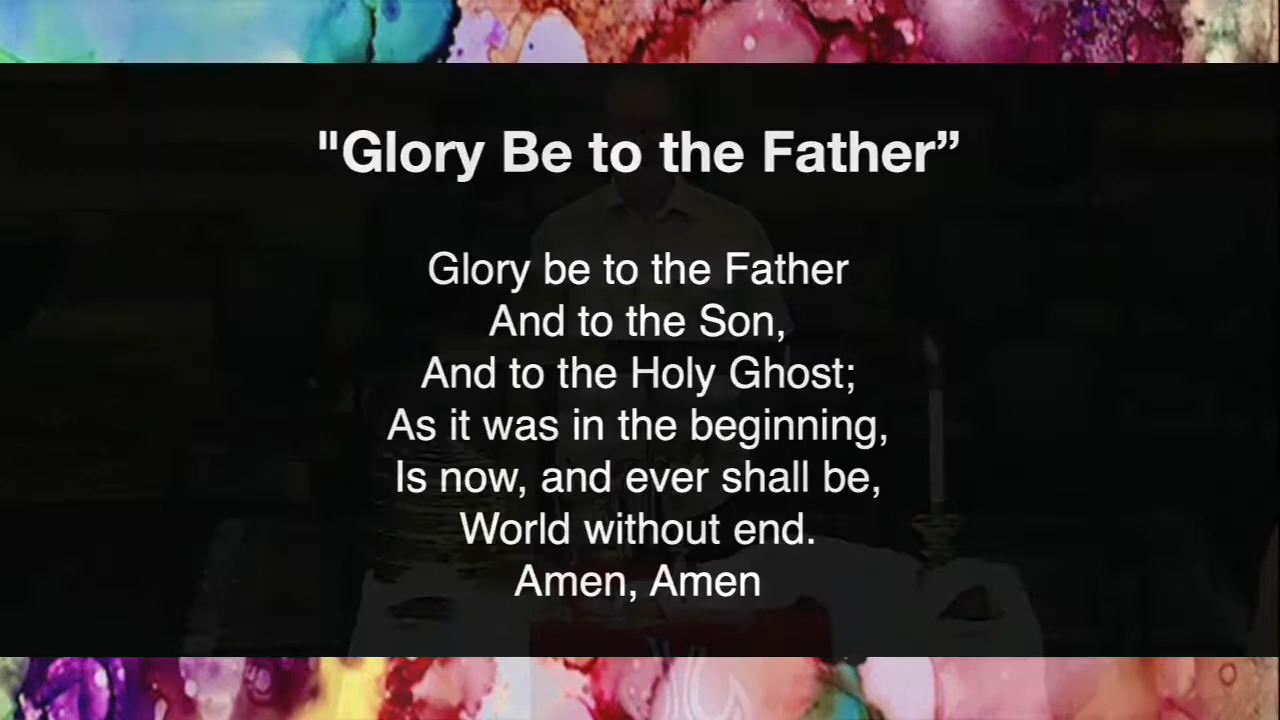 "Glory Be to the Father”
Glory be to the Father
And to the Son,
And to the Holy Ghost;
As it was in the beginning,
Is now, and ever shall be,
World without end.
Amen, Amen